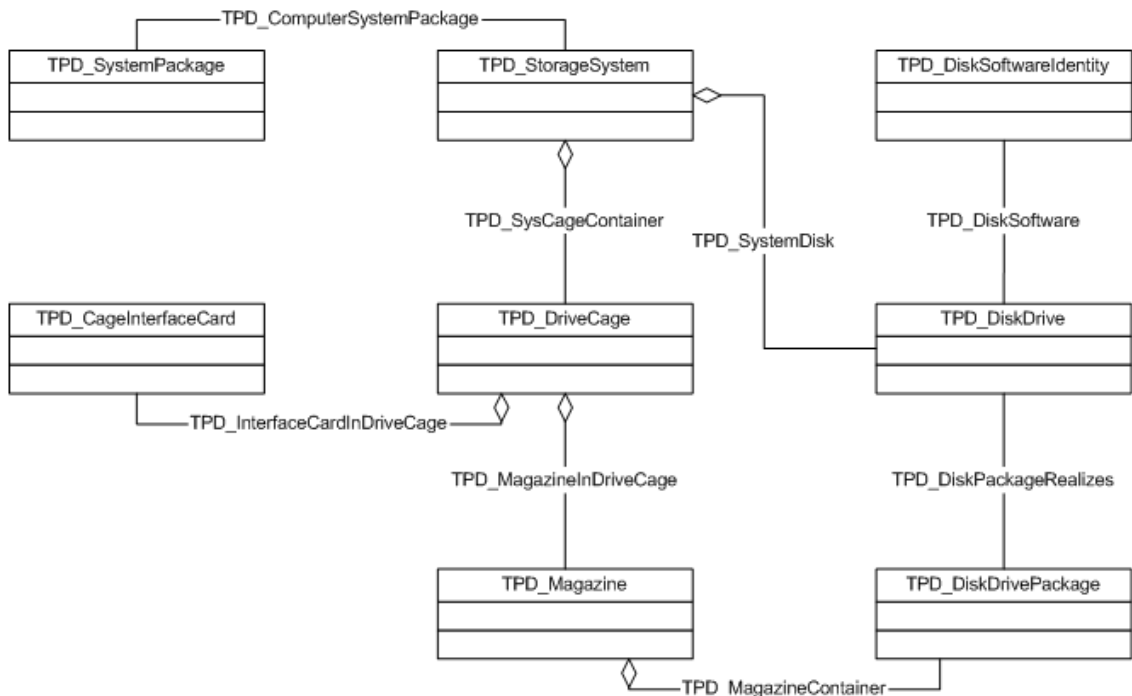 TPD_ComputerSystemPackage
TPD_SystemPackage
TPD_StorageSystem
TPD_DiskSoftwareIdentity
TPD_SysCageContainer
TPD_DiskSoftware
TPD_SystemDisk
TPD_CageInterfaceCard
TPD_DriveCage
TPD_DiskDrive
TPD_InterfaceCardInDriveCage
TPD_MagazineInDriveCage
TPD_DiskPackageRealizes
TPD_Magazine
TPD_DiskDrivePackage
TPD_MagazineContainer